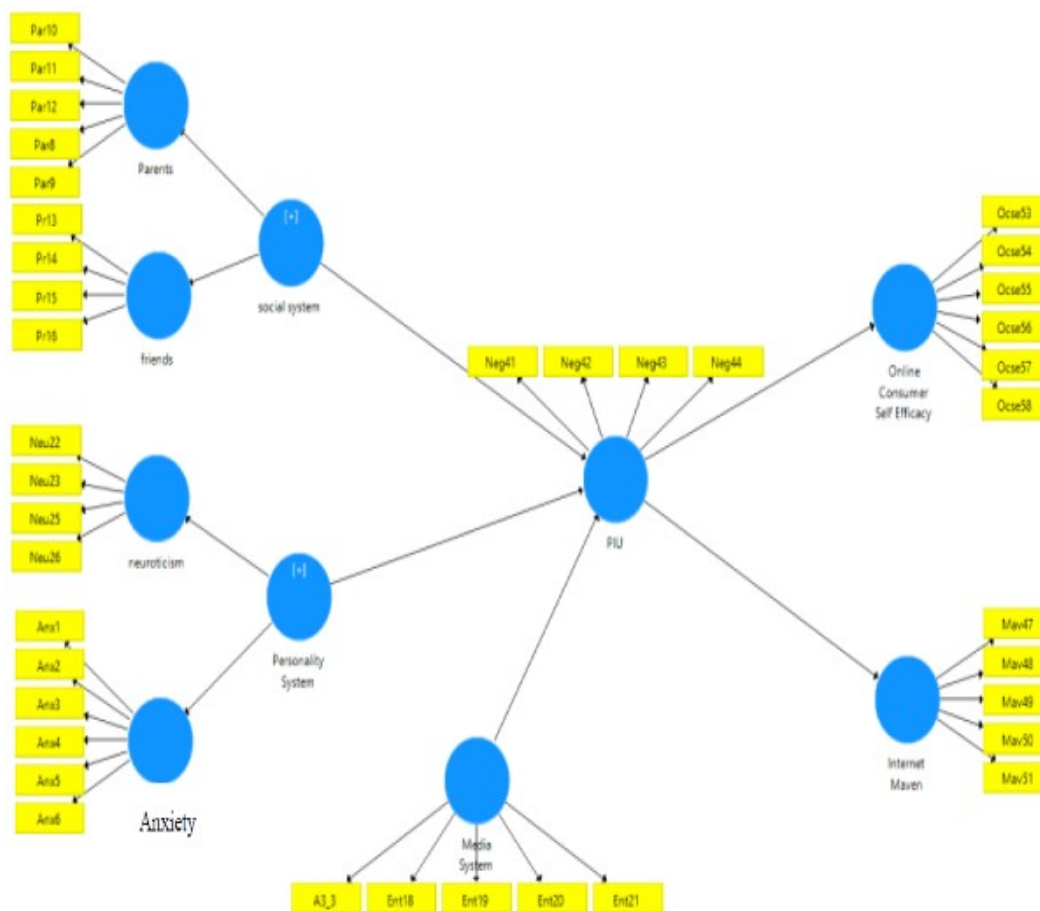 Par10
Par11
Par12
Par8
Par9
Parents
Pr13
Pr14
Pr15
Pr16
friends
[+]
social system
Neu22
Neu23
Neu25
Neu26
neuroticism
Anx1
Anx2
Anx3
Anx4
Anx5
Anx6
Anxiety
[+]
Personality
System
Neg41
Neg42
Neg43
Neg44
PIU
Media
System
A3_3
Ent18
Ent19
Ent20
Ent21
Ocse53
Ocse54
Ocse55
Ocse56
Ocse57
Ocse58
Online
Consumer
Self Efficacy
Mav47
Mav48
Mav49
Mav50
Mav51
Internet
Maven